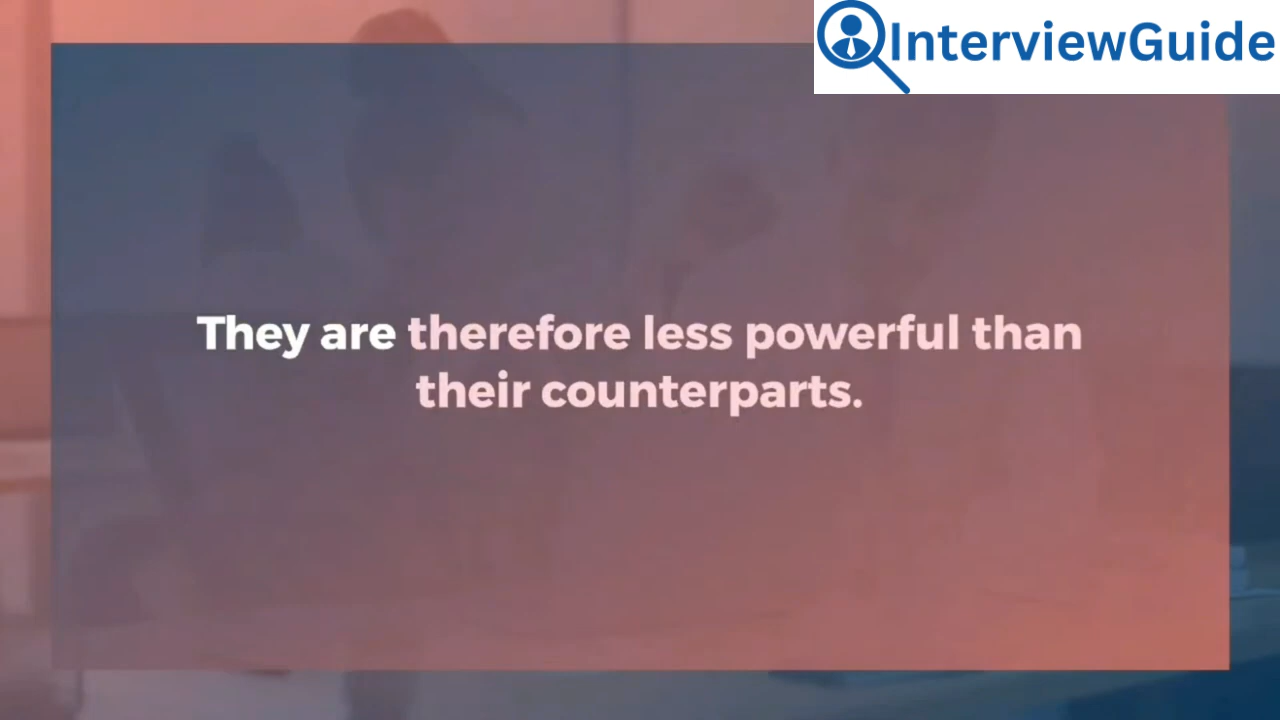 InterviewGuide
They are therefore less powerful than
their counterparts.